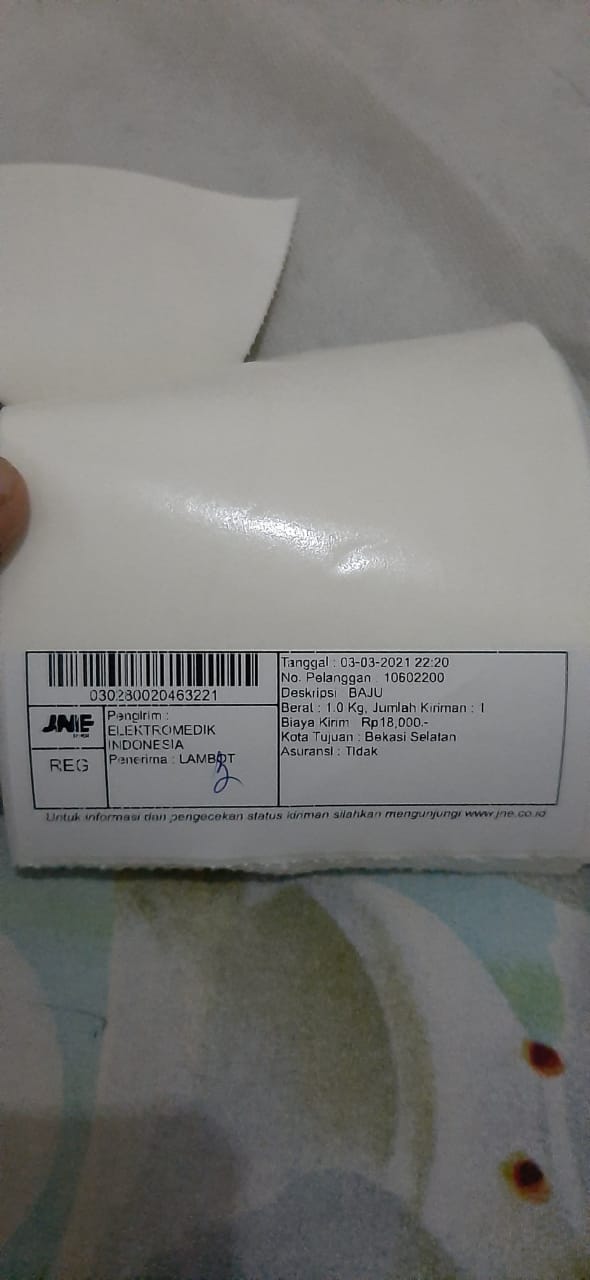 030280020463221
JNE
REG
Pengirim :
ELEKTROMEDIK
INDONESIA
Penerima : LAMBOT
Tanggal : 03-03-2021 22:20
No. Pelanggan : 10602200
Deskripsi BAJU
Berat : 1.0 Kg, Jumlah Kiriman : 1
Biaya Kirim Rp18,000.-
Kota Tujuan : Bekasi Selatan
Asuransi : Tidak
Untuk informasi dan pengecekan status kiriman silahkan mengunjungi www.jne.co.id